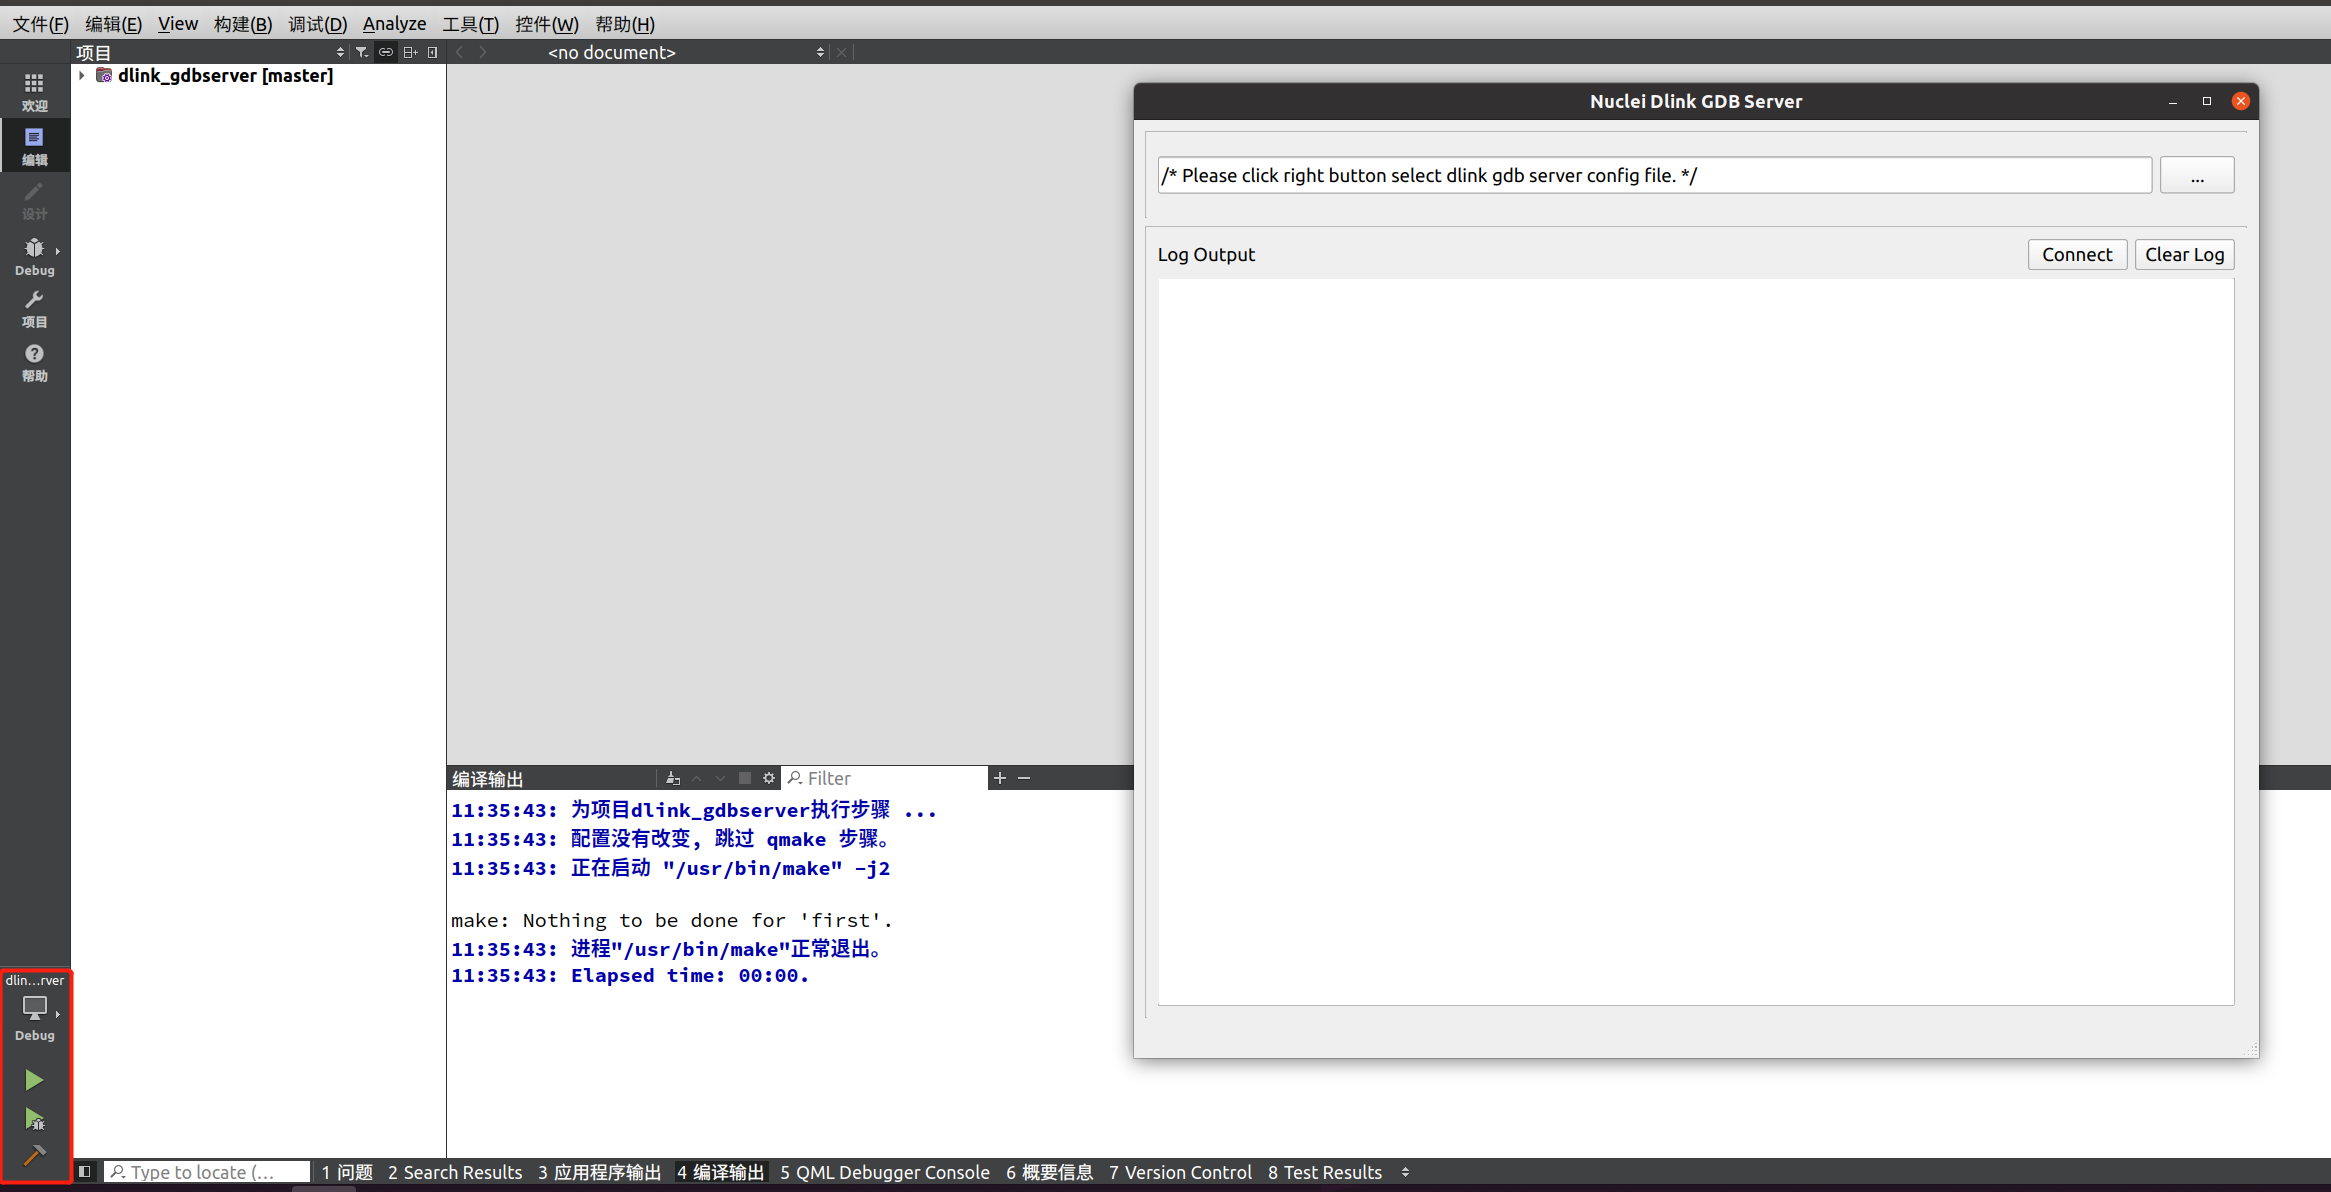 文件(F) 编辑(E) View 构建(B) 调试(D) Analyze 工具(T) 控件(W) 帮助(H)
项目 <no document>
dlink_gdbserver [master]
欢迎
编辑
设计
Debug
项目
帮助
Nuclei Dlink GDB Server
/* Please click right button select dlink gdb server config file. */ ...
Log Output Connect Clear Log
编译输出 Filter
11:35:43: 为项目dlink_gdbserver执行步骤 ...
11:35:43: 配置没有改变, 跳过 qmake 步骤。
11:35:43: 正在启动 "/usr/bin/make" -j2
make: Nothing to be done for 'first'.
11:35:43: 进程"/usr/bin/make"正常退出。
11:35:43: Elapsed time: 00:00.
dlin...rver
Debug
Type to locate (... 1 问题 2 Search Results 3 应用程序输出 4 编译输出 5 QML Debugger Console 6 概要信息 7 Version Control 8 Test Results